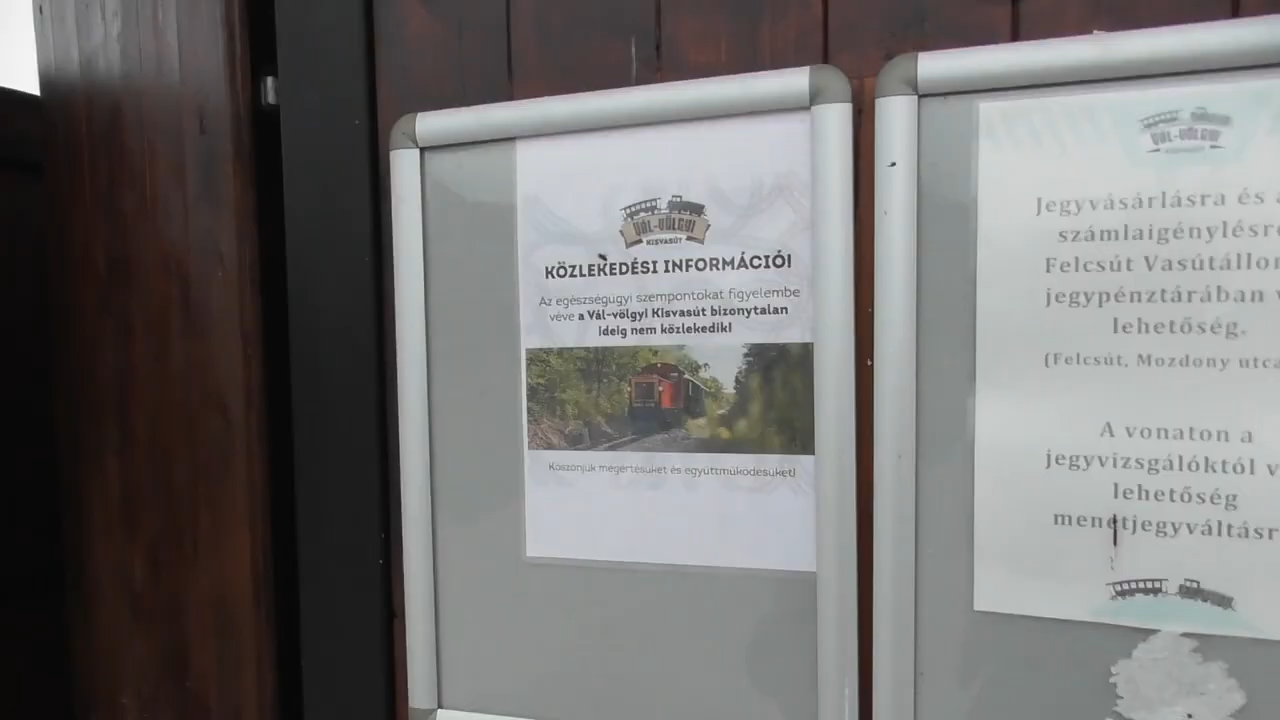 VÁL-VÖLGYI
KISVASÚT
KÖZLEKEDÉSI INFORMÁCIÓ!
Az egészségügyi szempontokat figyelembe
véve a Vál-völgyi Kisvasút bizonytalan
ideig nem közlekedik!
Köszönjük megértésüket és együttműködésüket!
VÁL-VÖLGYI
Jegyvásárlásra és
számlaigénylésre
Felcsút Vasútállom
jegypénztárában v
lehetőség.
(Felcsút, Mozdony utca
A vonaton a
jegyvizsgálóktól v
lehetőség
menetjegyváltásr